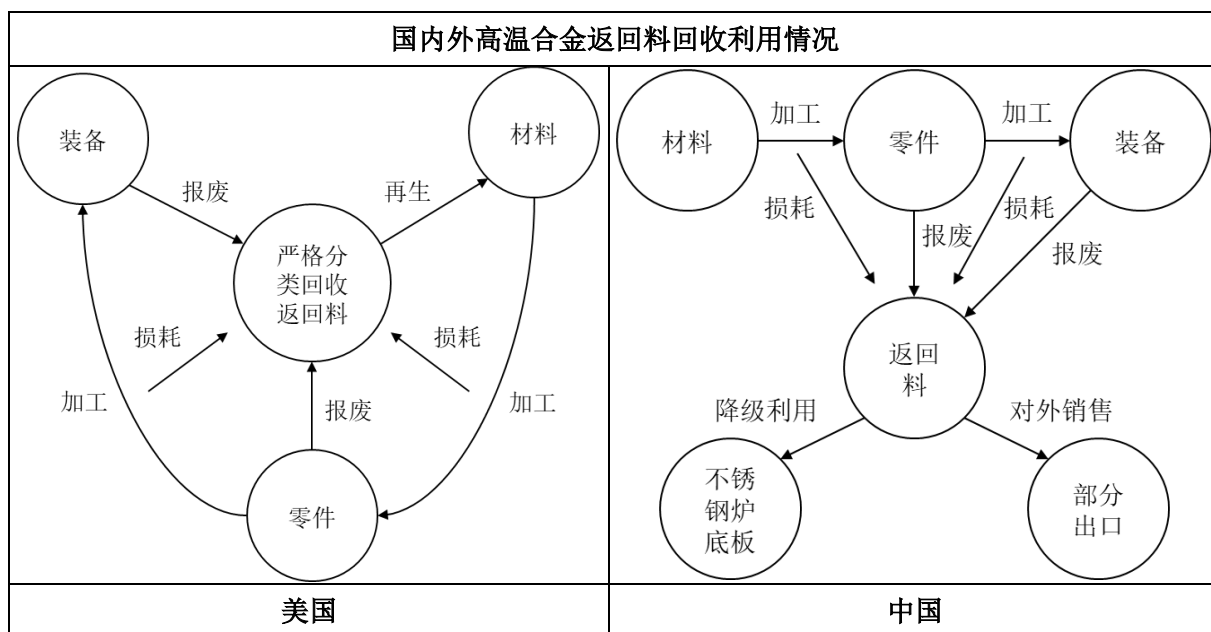 国内外高温合金返回料回收利用情况
装备
材料
报废
再生
严格分
类回收
返回料
损耗
损耗
加工
报废
加工
零件
材料
加工
零件
加工
装备
损耗
报废
损耗
报废
返回
料
降级利用
对外销售
不锈
钢炉
底板
部分
出口
美国
中国